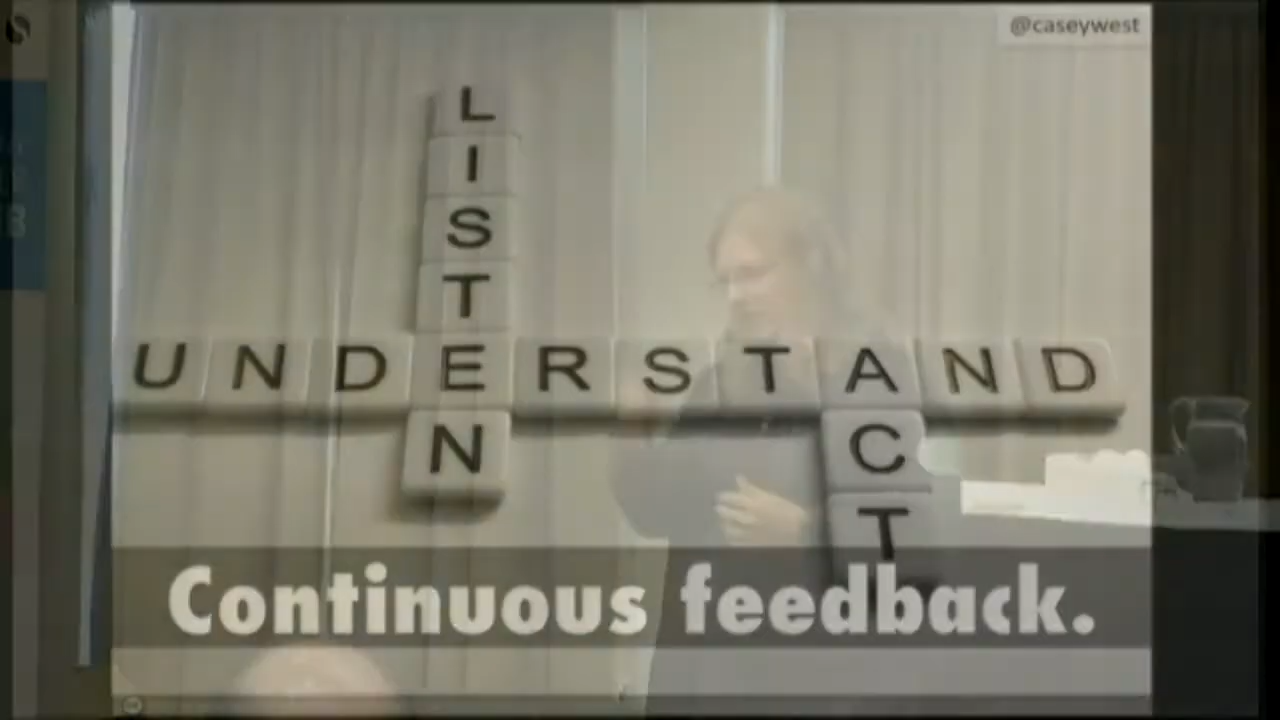 @caseywest
LISTEN
UNDERSTAND
ACT
Continuous feedback.